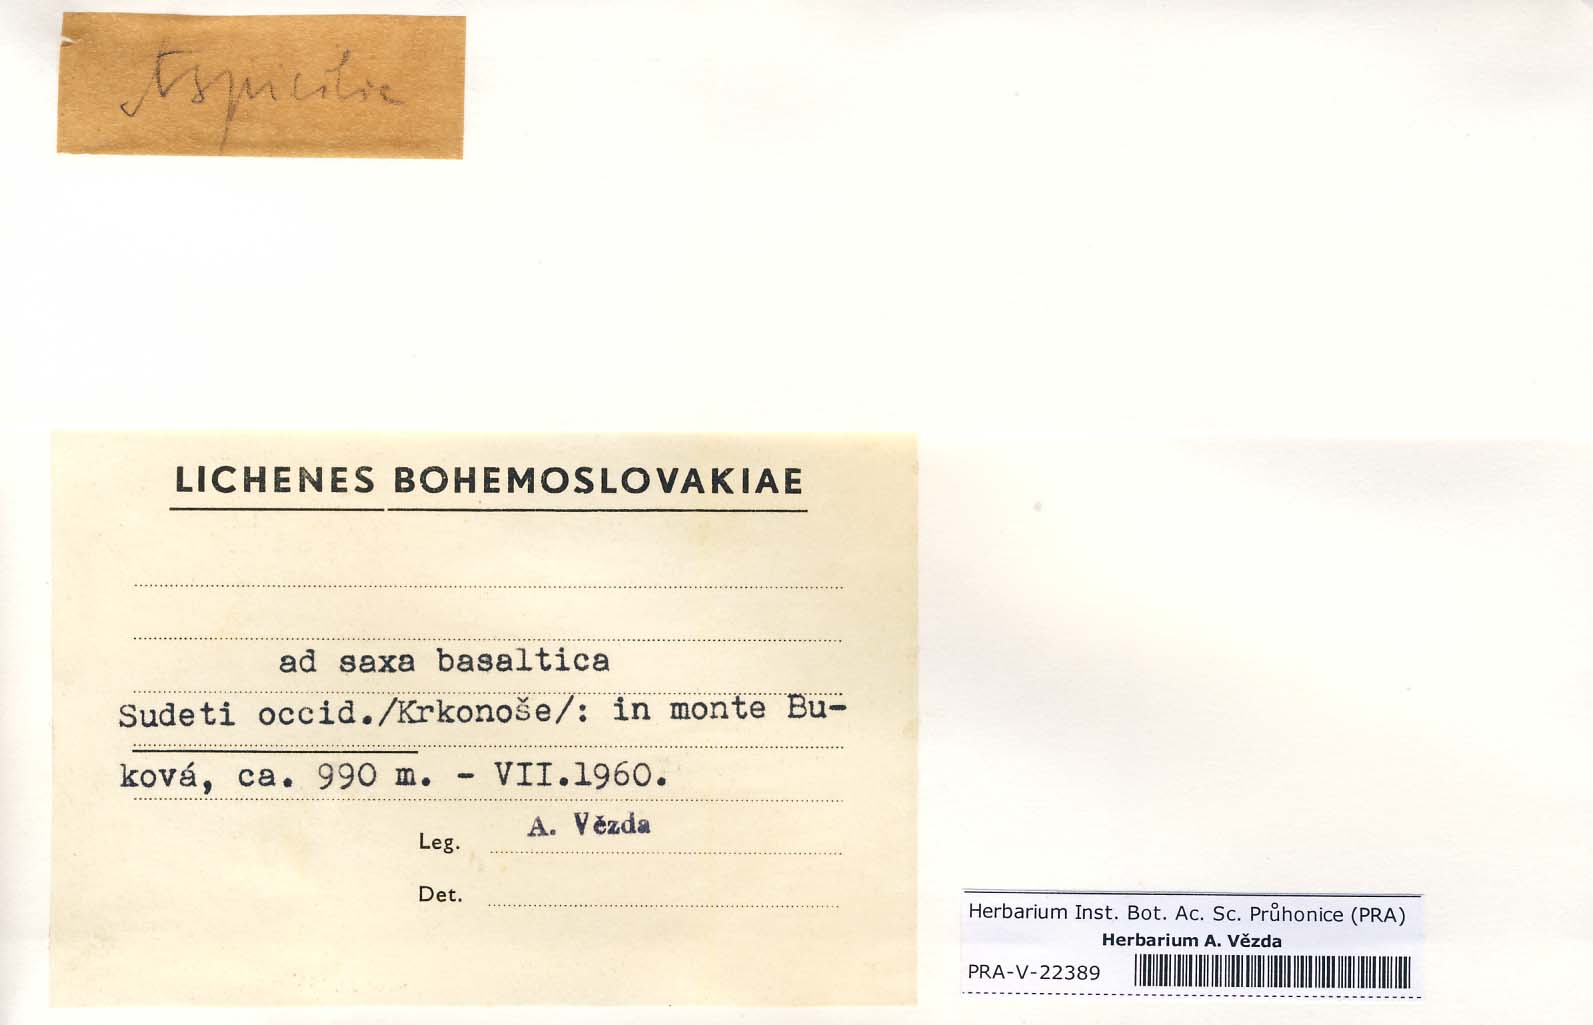 Aspicilia
LICHENES BOHEMOSLOVAKIAE
ad saxa basaltica
Sudeti occid./Krkonoše/: in monte Bu-
ková, ca. 990 m. - VII.1960.
Leg. A. Vězda
Det.
Herbarium Inst. Bot. Ac. Sc. Průhonice (PRA)
Herbarium A. Vězda
PRA-V-22389